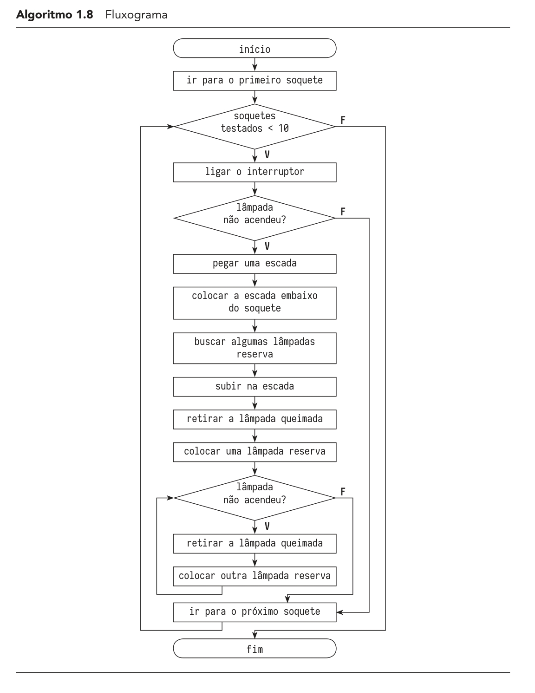 Algoritmo 1.8 Fluxograma
início
ir para o primeiro soquete
soquetes
testados < 10
F
V
ligar o interruptor
lâmpada
não acendeu?
F
V
pegar uma escada
colocar a escada embaixo
do soquete
buscar algumas lâmpadas
reserva
subir na escada
retirar a lâmpada queimada
colocar uma lâmpada reserva
lâmpada
não acendeu?
F
V
retirar a lâmpada queimada
colocar outra lâmpada reserva
ir para o próximo soquete
fim